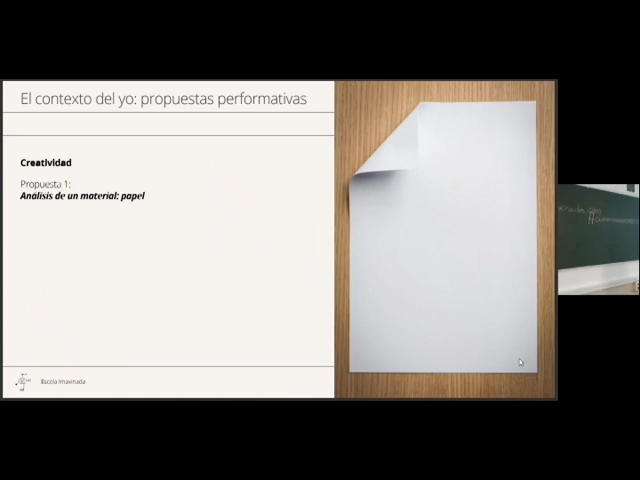 El contexto del yo: propuestas performativas
Creatividad
Propuesta 1:
Análisis de un material: papel
Escola Imaxinada